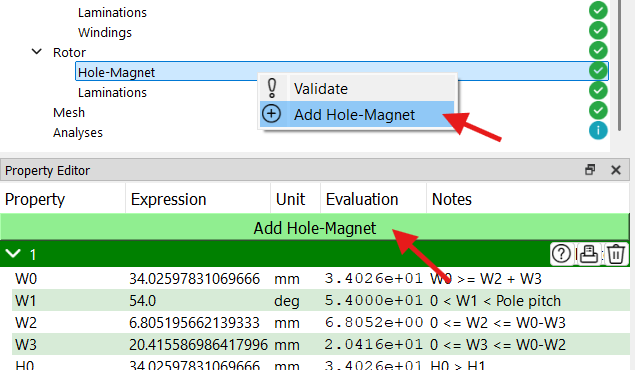 Laminations
Windings
Rotor
Hole-Magnet
Validate
Laminations
Add Hole-Magnet
Mesh
Analyses
Property Editor
Property Expression Unit Evaluation Notes
Add Hole-Magnet
1
W0 34.02597831069666 mm 3.4026e+01 W0 >= W2 + W3
W1 54.0 deg 5.4000e+01 0 < W1 < Pole pitch
W2 6.805195662139333 mm 6.8052e+00 0 <= W2 <= W0-W3
W3 20.415586986417996 mm 2.0416e+01 0 <= W3 <= W0-W2
H0 34.02597831069666 mm 3.4026e+01 H0 > H1